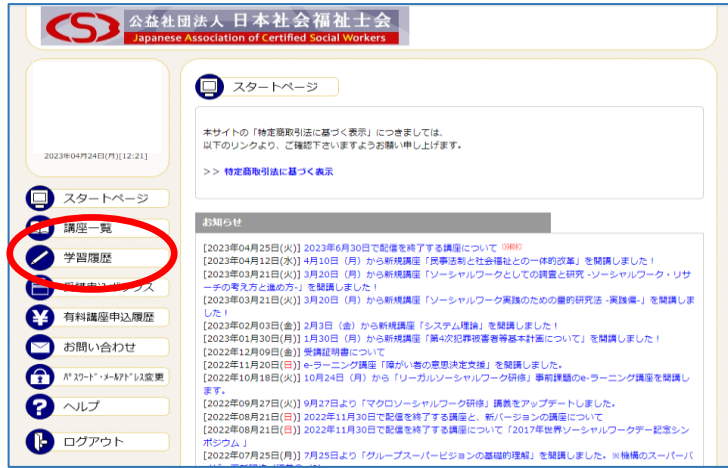 公益社団法人 日本社会福祉士会
Japanese Association of Certified Social Workers
2023年04月24日(月)[12:21]
スタートページ
講座一覧
学習履歴
有料講座申込履歴
お問い合わせ
ﾊﾟｽﾜｰﾄﾞ･ﾒｰﾙｱﾄﾞﾚｽ変更
ヘルプ
ログアウト
スタートページ
本サイトの「特定商取引法に基づく表示」につきましては、
以下のリンクより、ご確認下さいますようお願い申し上げます。
>> 特定商取引法に基づく表示
お知らせ
[2023年04月25日(火)] 2023年6月30日で配信を終了する講座について
[2023年04月12日(水)] 4月10日（月）から新規講座「民事法制と社会福祉との一体的改革」を開講しました！
[2023年03月21日(火)] 3月20日（月）から新規講座「ソーシャルワークとしての調査と研究 -ソーシャルワーク・リサ
ーチの考え方と進め方-」を開講しました！
[2023年03月21日(火)] 3月20日（月）から新規講座「ソーシャルワーク実践のための量的研究法 -実践編-」を開講しま
した！
[2023年02月03日(金)] 2月3日（金）から新規講座「システム理論」を開講しました！
[2023年01月30日(月)] 1月30日（月）から新規講座「第4次犯罪被害者等基本計画について」を開講しました！
[2022年12月09日(金)] 受講証明書について
[2022年11月20日(日)] e-ラーニング講座「障がい者の意思決定支援」を開講しました。
[2022年10月18日(火)] 10月24日（月）から「リーガルソーシャルワーク研修」事前課題のe-ラーニング講座を開講し
ます。
[2022年09月27日(火)] 9月27日より「マクロソーシャルワーク研修」講義をアップデートしました。
[2022年08月21日(日)] 2022年11月30日で配信を終了する講座と、新バージョンの講座について
[2022年08月21日(日)] 2022年11月30日で配信を終了する講座について「2017年世界ソーシャルワークデー記念シン
ポジウム 」
[2022年07月25日(月)] 7月25日より「グループスーパービジョンの基礎的理解」を開講しました。※機構のスーパーバ